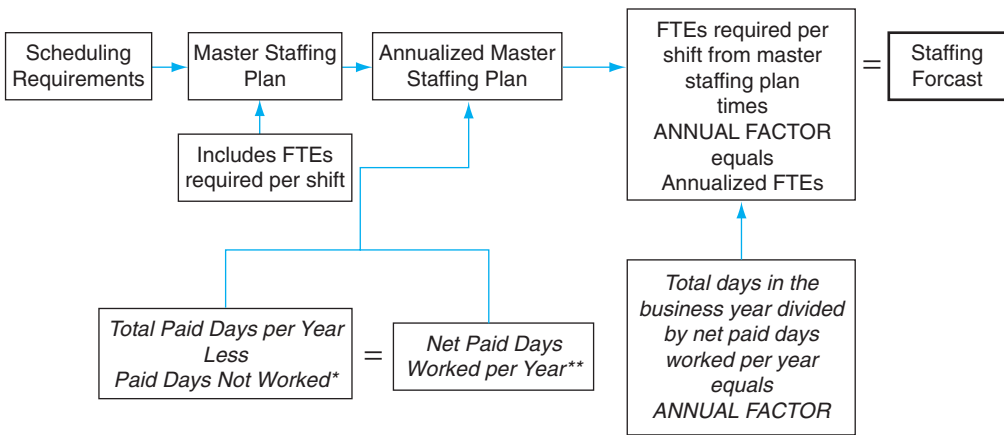 Scheduling
Requirements
Master Staffing
Plan
Annualized Master
Staffing Plan
FTEs required per
shift from master
staffing plan
times
ANNUAL FACTOR
equals
Annualized FTEs
=
Staffing
Forcast
Includes FTEs
required per shift
Total Paid Days per Year
Less
Paid Days Not Worked*
=
Net Paid Days
Worked per Year**
Total days in the
business year divided
by net paid days
worked per year
equals
ANNUAL FACTOR